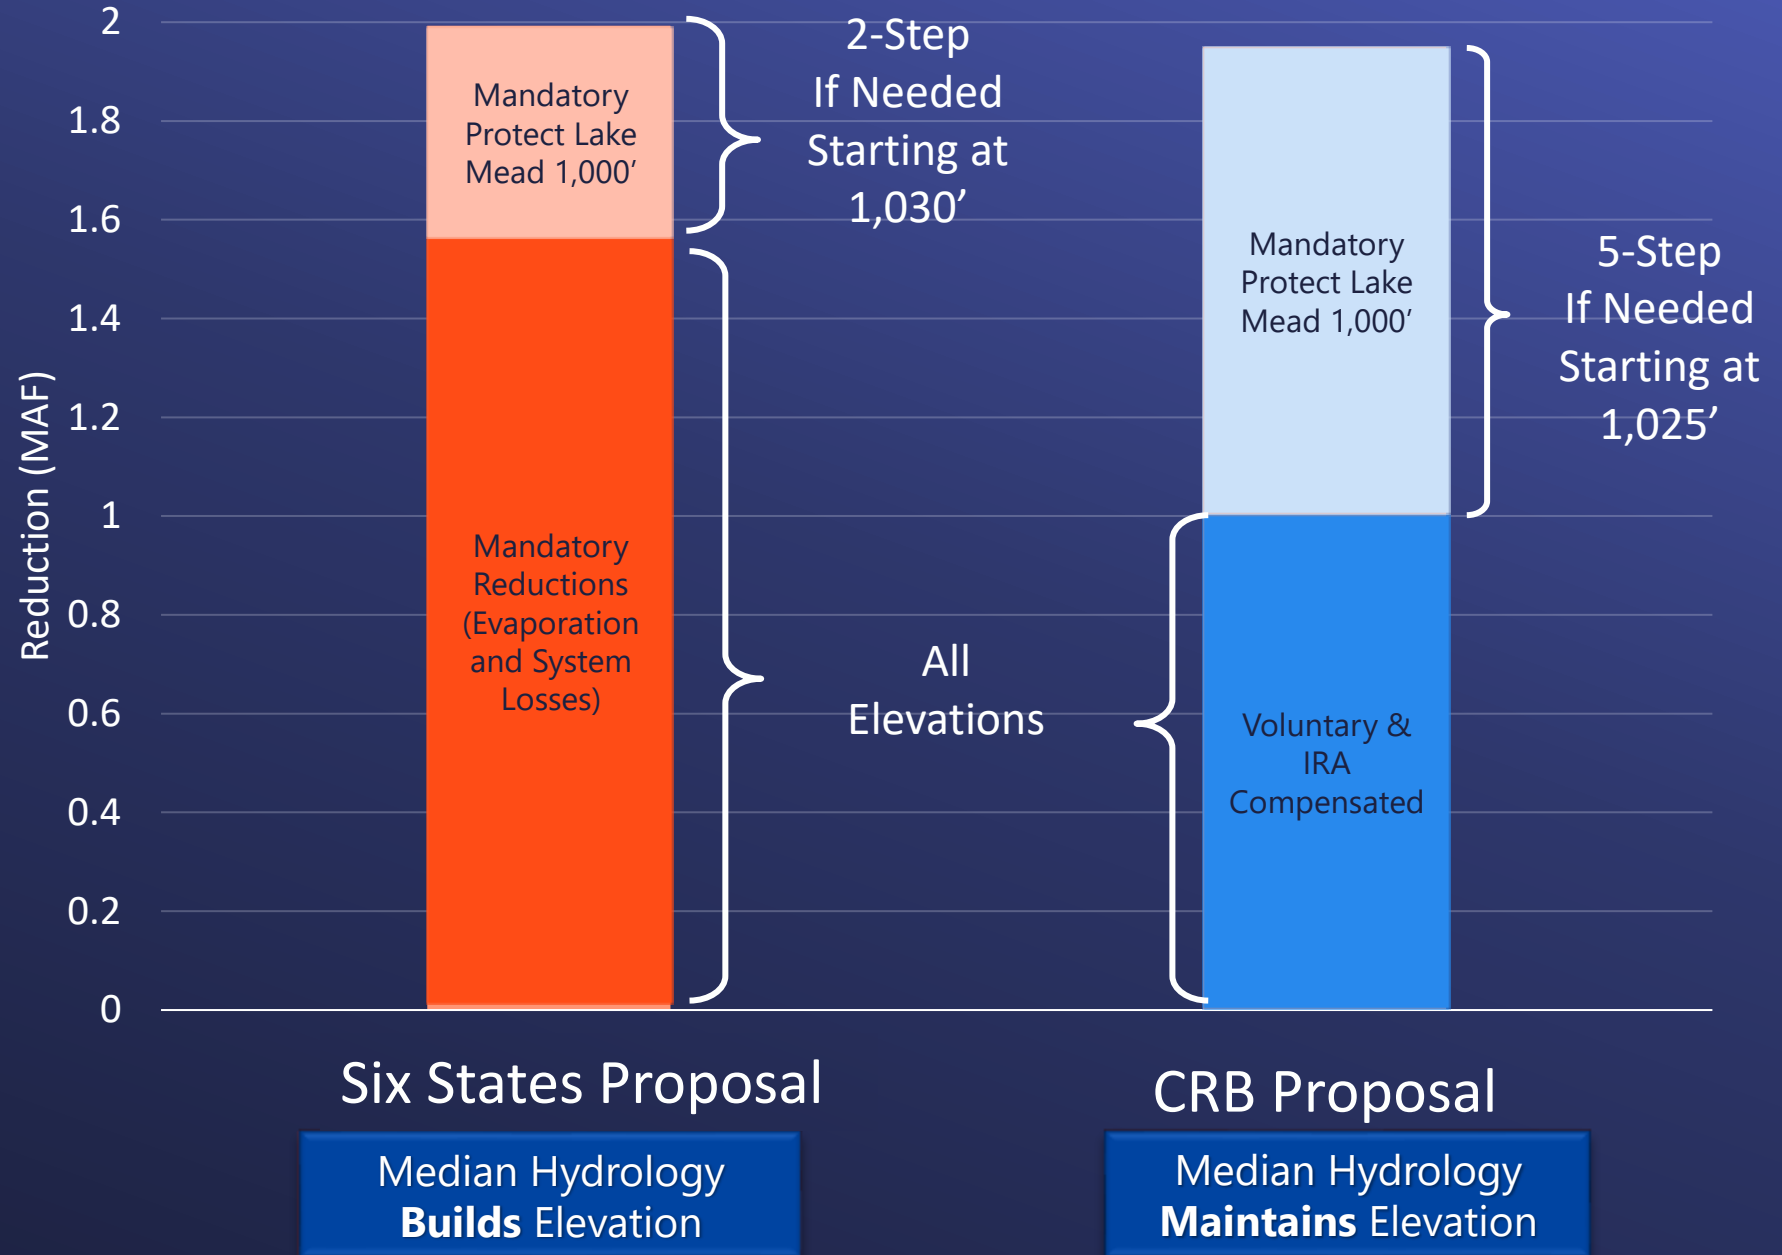 Reduction (MAF)
2
1.8
1.6
1.4
1.2
1
0.8
0.6
0.4
0.2
0
Mandatory
Protect Lake
Mead 1,000’
Mandatory
Reductions
(Evaporation
and System
Losses)
2-Step
If Needed
Starting at
1,030’
All
Elevations
Mandatory
Protect Lake
Mead 1,000’
Voluntary &
IRA
Compensated
5-Step
If Needed
Starting at
1,025’
Six States Proposal
CRB Proposal
Median Hydrology
Builds Elevation
Median Hydrology
Maintains Elevation